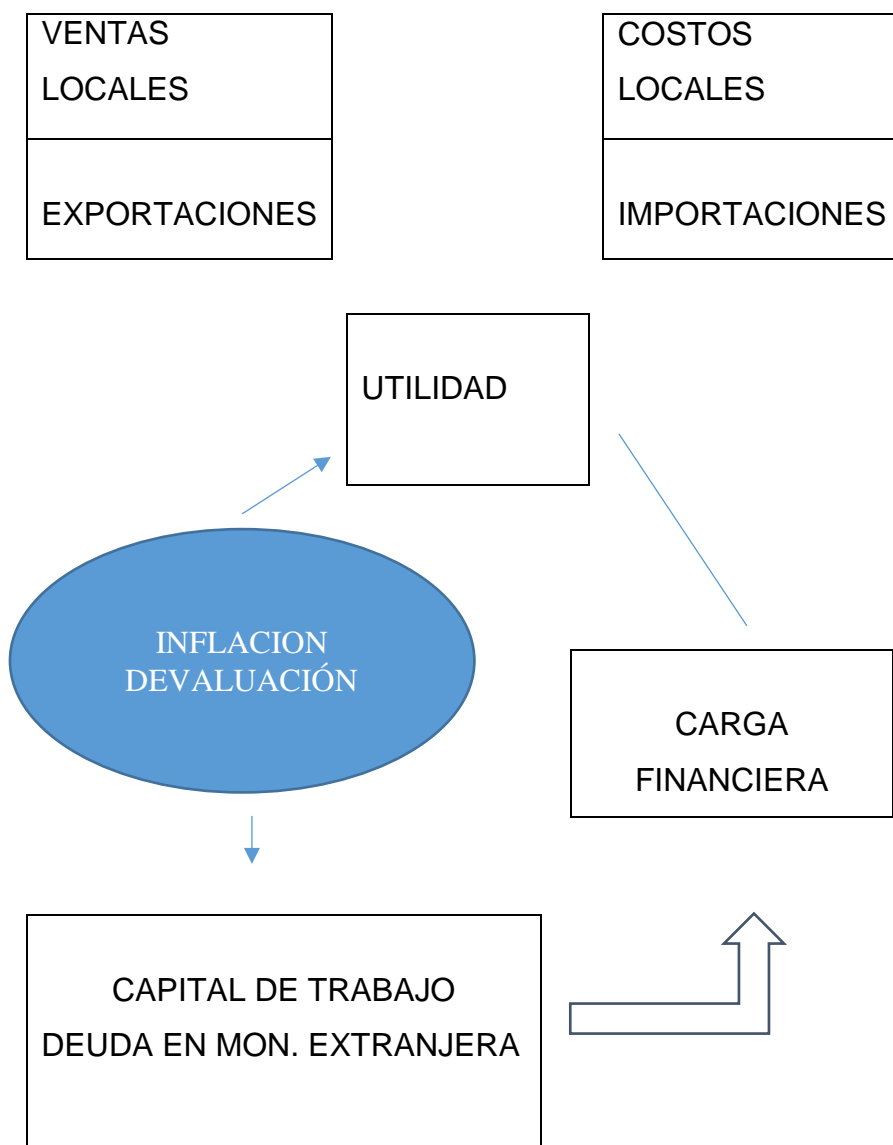 VENTAS
LOCALES
EXPORTACIONES
COSTOS
LOCALES
IMPORTACIONES
UTILIDAD
INFLACION
DEVALUACIÓN
CARGA
FINANCIERA
CAPITAL DE TRABAJO
DEUDA EN MON. EXTRANJERA